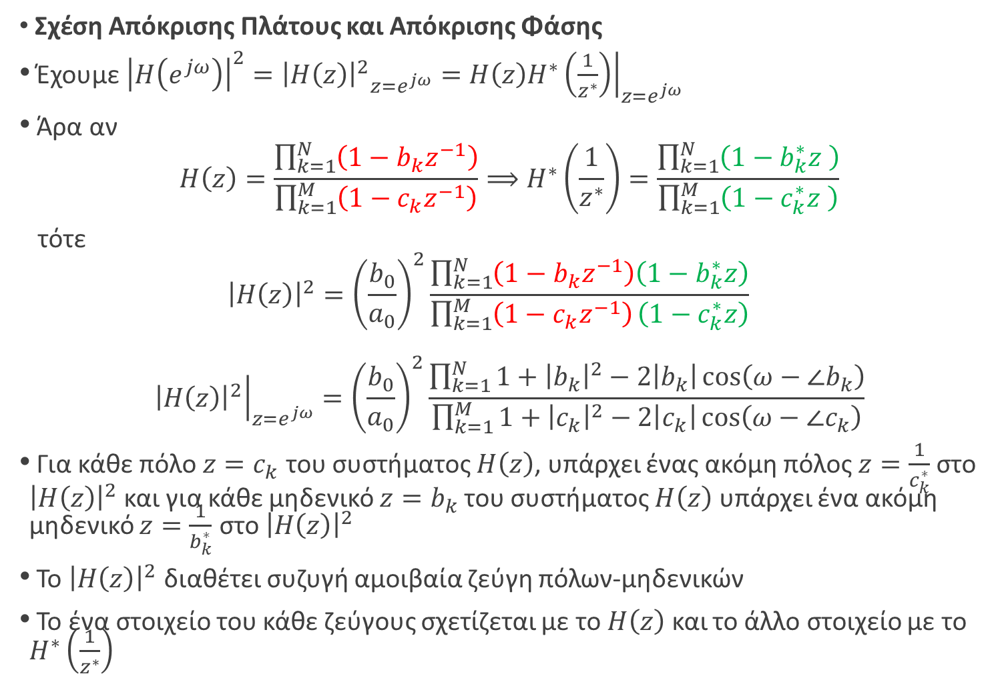 • Σχέση Απόκρισης Πλάτους και Απόκρισης Φάσης
• Έχουμε $\left|H\left(e^{j\omega}\right)\right|^2 = |H(z)|^2{}_{z=e^{j\omega}} = H(z)H^*\left(\frac{1}{z^*}\right)\Big|_{z=e^{j\omega}}$
• Άρα αν
$H(z) = \frac{\prod_{k=1}^{N}(1 - b_k z^{-1})}{\prod_{k=1}^{M}(1 - c_k z^{-1})} \Longrightarrow H^*\left(\frac{1}{z^*}\right) = \frac{\prod_{k=1}^{N}(1 - b_k^* z)}{\prod_{k=1}^{M}(1 - c_k^* z)}$
τότε
$|H(z)|^2 = \left(\frac{b_0}{a_0}\right)^2 \frac{\prod_{k=1}^{N}(1 - b_k z^{-1})(1 - b_k^* z)}{\prod_{k=1}^{M}(1 - c_k z^{-1})(1 - c_k^* z)}$
$|H(z)|^2\Big|_{z=e^{j\omega}} = \left(\frac{b_0}{a_0}\right)^2 \frac{\prod_{k=1}^{N} 1 + |b_k|^2 - 2|b_k|\cos(\omega - \angle b_k)}{\prod_{k=1}^{M} 1 + |c_k|^2 - 2|c_k|\cos(\omega - \angle c_k)}$
• Για κάθε πόλο $z = c_k$ του συστήματος $H(z)$, υπάρχει ένας ακόμη πόλος $z = \frac{1}{c_k^*}$ στο
$|H(z)|^2$ και για κάθε μηδενικό $z = b_k$ του συστήματος $H(z)$ υπάρχει ένα ακόμη
μηδενικό $z = \frac{1}{b_k^*}$ στο $|H(z)|^2$
• Το $|H(z)|^2$ διαθέτει συζυγή αμοιβαία ζεύγη πόλων-μηδενικών
• Το ένα στοιχείο του κάθε ζεύγους σχετίζεται με το $H(z)$ και το άλλο στοιχείο με το
$H^*\left(\frac{1}{z^*}\right)$